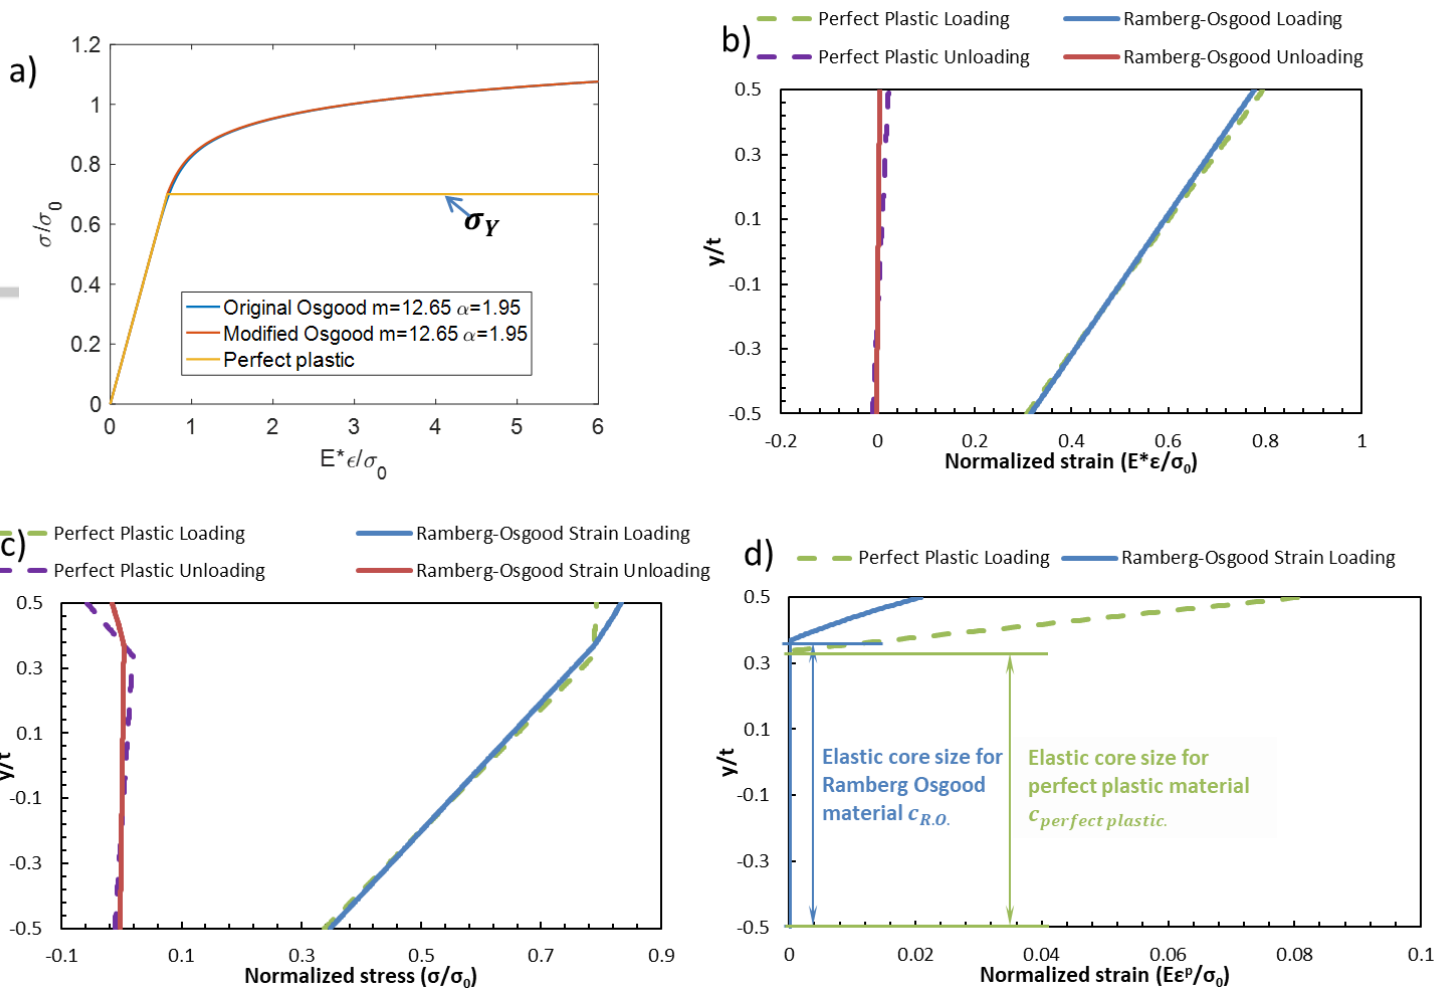 a)
1.2
1
0.8
0.6
0.4
0.2
0
σ/σ0
σY
Original Osgood m=12.65 α=1.95
Modified Osgood m=12.65 α=1.95
Perfect plastic
0 1 2 3 4 5 6
E*ϵ/σ0
b)
Perfect Plastic Loading Ramberg-Osgood Loading
Perfect Plastic Unloading Ramberg-Osgood Unloading
0.5
0.3
0.1
-0.1
-0.3
-0.5
y/t
-0.2 0 0.2 0.4 0.6 0.8 1
Normalized strain (E*ε/σ0)
c)
Perfect Plastic Loading Ramberg-Osgood Strain Loading
Perfect Plastic Unloading Ramberg-Osgood Strain Unloading
0.5
0.3
0.1
-0.1
-0.3
-0.5
y/t
-0.1 0.1 0.3 0.5 0.7 0.9
Normalized stress (σ/σ0)
d)
Perfect Plastic Loading Ramberg-Osgood Strain Loading
0.5
0.3
0.1
-0.1
-0.3
-0.5
y/t
Elastic core size for
Ramberg Osgood
material cR.O.
Elastic core size for
perfect plastic material
cperfect plastic.
0 0.02 0.04 0.06 0.08 0.1
Normalized strain (Eεᵖ/σ0)